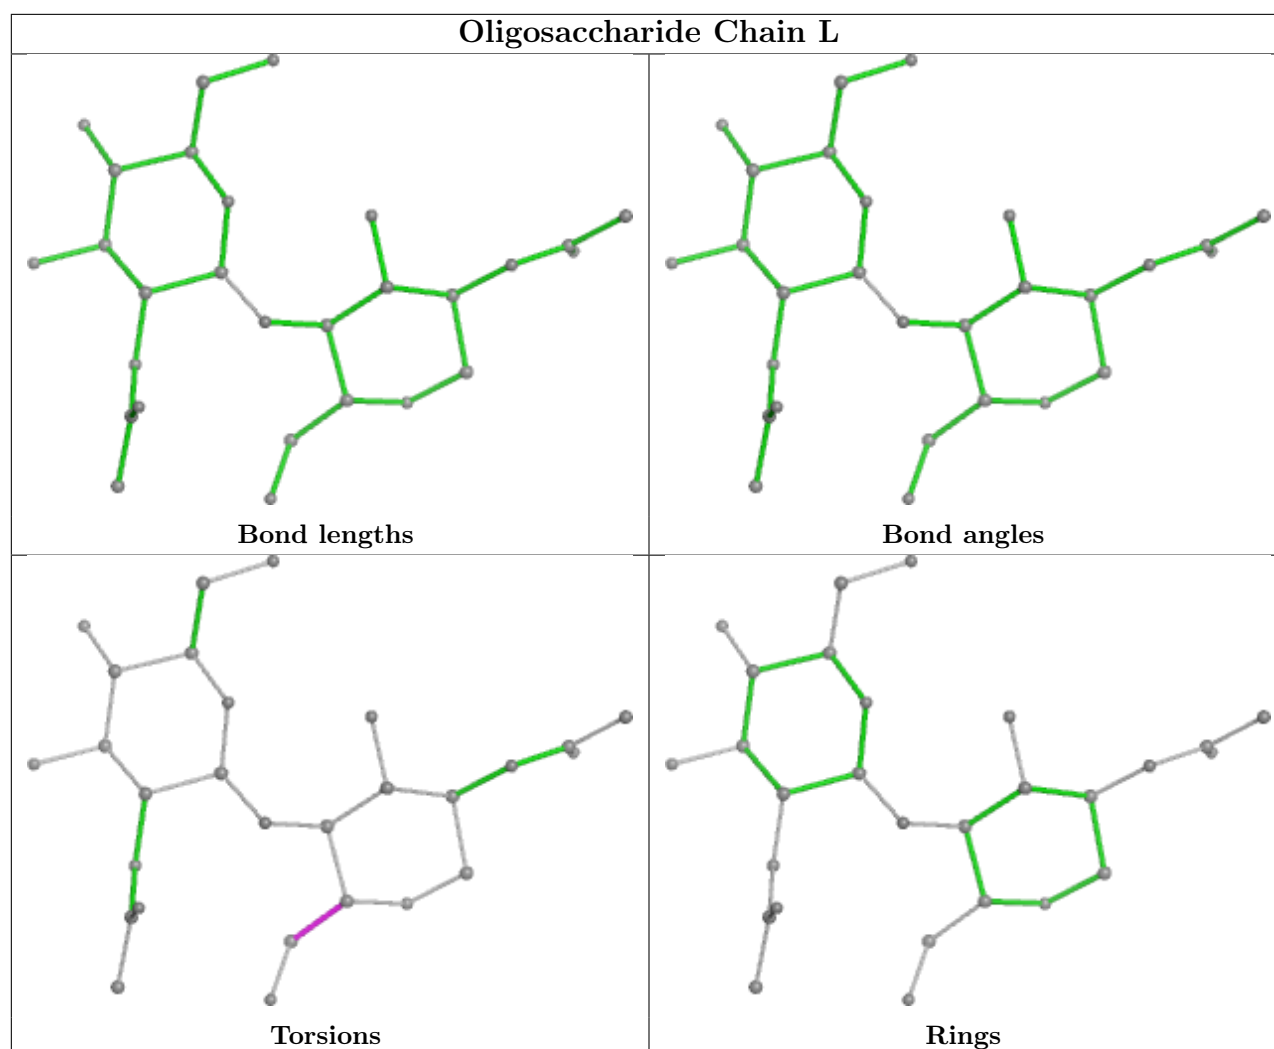 Oligosaccharide Chain L
Bond lengths
Bond angles
Torsions
Rings